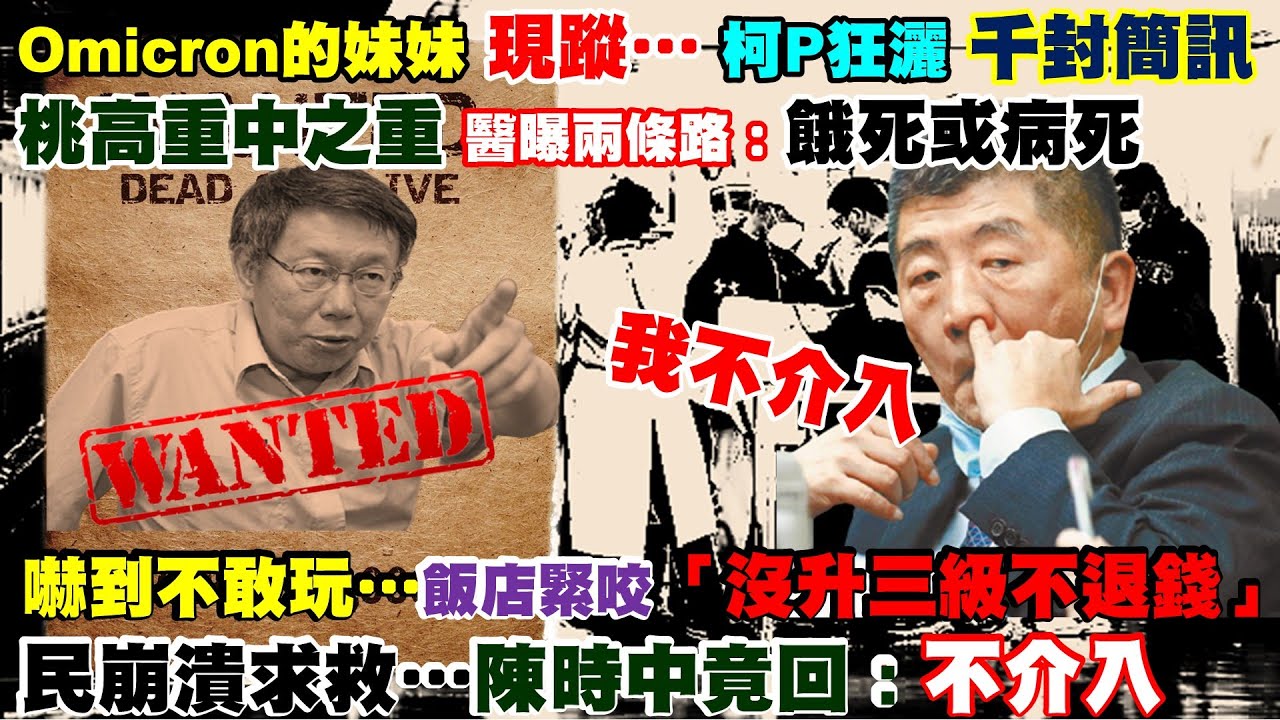 Omicron的妹妹 現蹤… 柯P狂灑 千封簡訊
桃高重中之重 醫曝兩條路：餓死或病死
DEAD IVE
我不介入
WANTED
嚇到不敢玩…飯店緊咬「沒升三級不退錢」
民崩潰求救…陳時中竟回：不介入